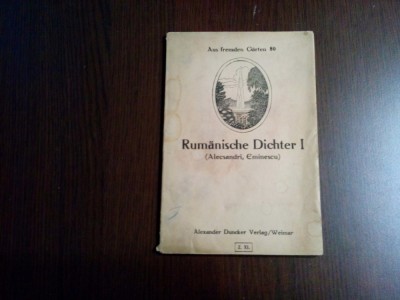 Aus fremden Gärten 80
Rumänische Dichter I
(Alecsandri, Eminescu)
Alexander Duncker Verlag/Weimar